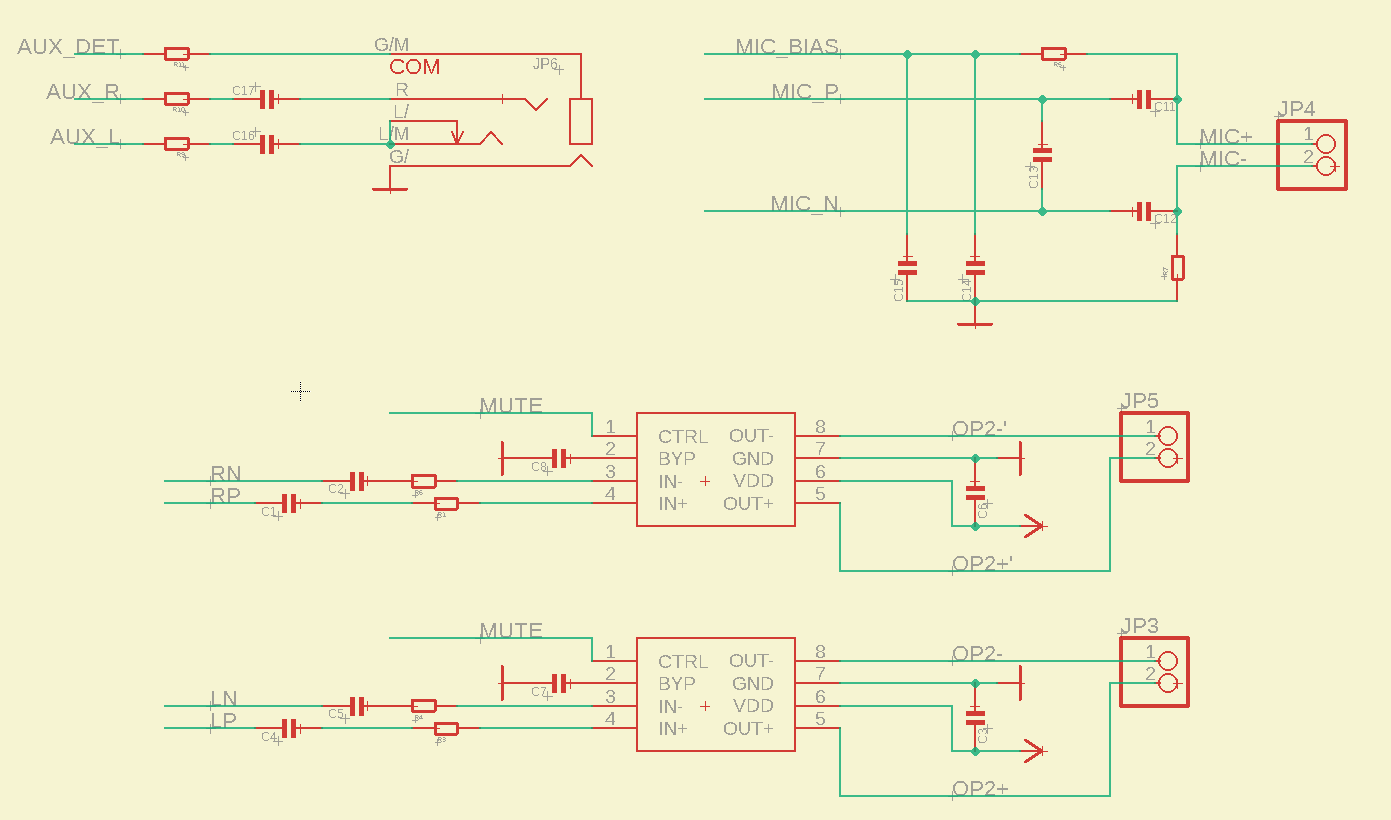 AUX_DET
G/M
COM
JP6
R11
AUX_R
C17
R
R10
L/
AUX_L
C16
L/M
R9
G/
MIC_BIAS
MIC_P
C11
JP4
MIC+ 1
MIC- 2
C13
MIC_N
C12
C15
C14
MUTE
JP5
1 CTRL OUT- 8 OP2-' 1
2 BYP GND 7 2
C8
RN 3 IN- VDD 6
C2 R6
RP 4 IN+ OUT+ 5
C1 R1
C6
OP2+'
MUTE
JP3
1 CTRL OUT- 8 OP2- 1
2 BYP GND 7 2
C7
LN 3 IN- VDD 6
C5 R4
LP 4 IN+ OUT+ 5
C4 R3
C3
OP2+